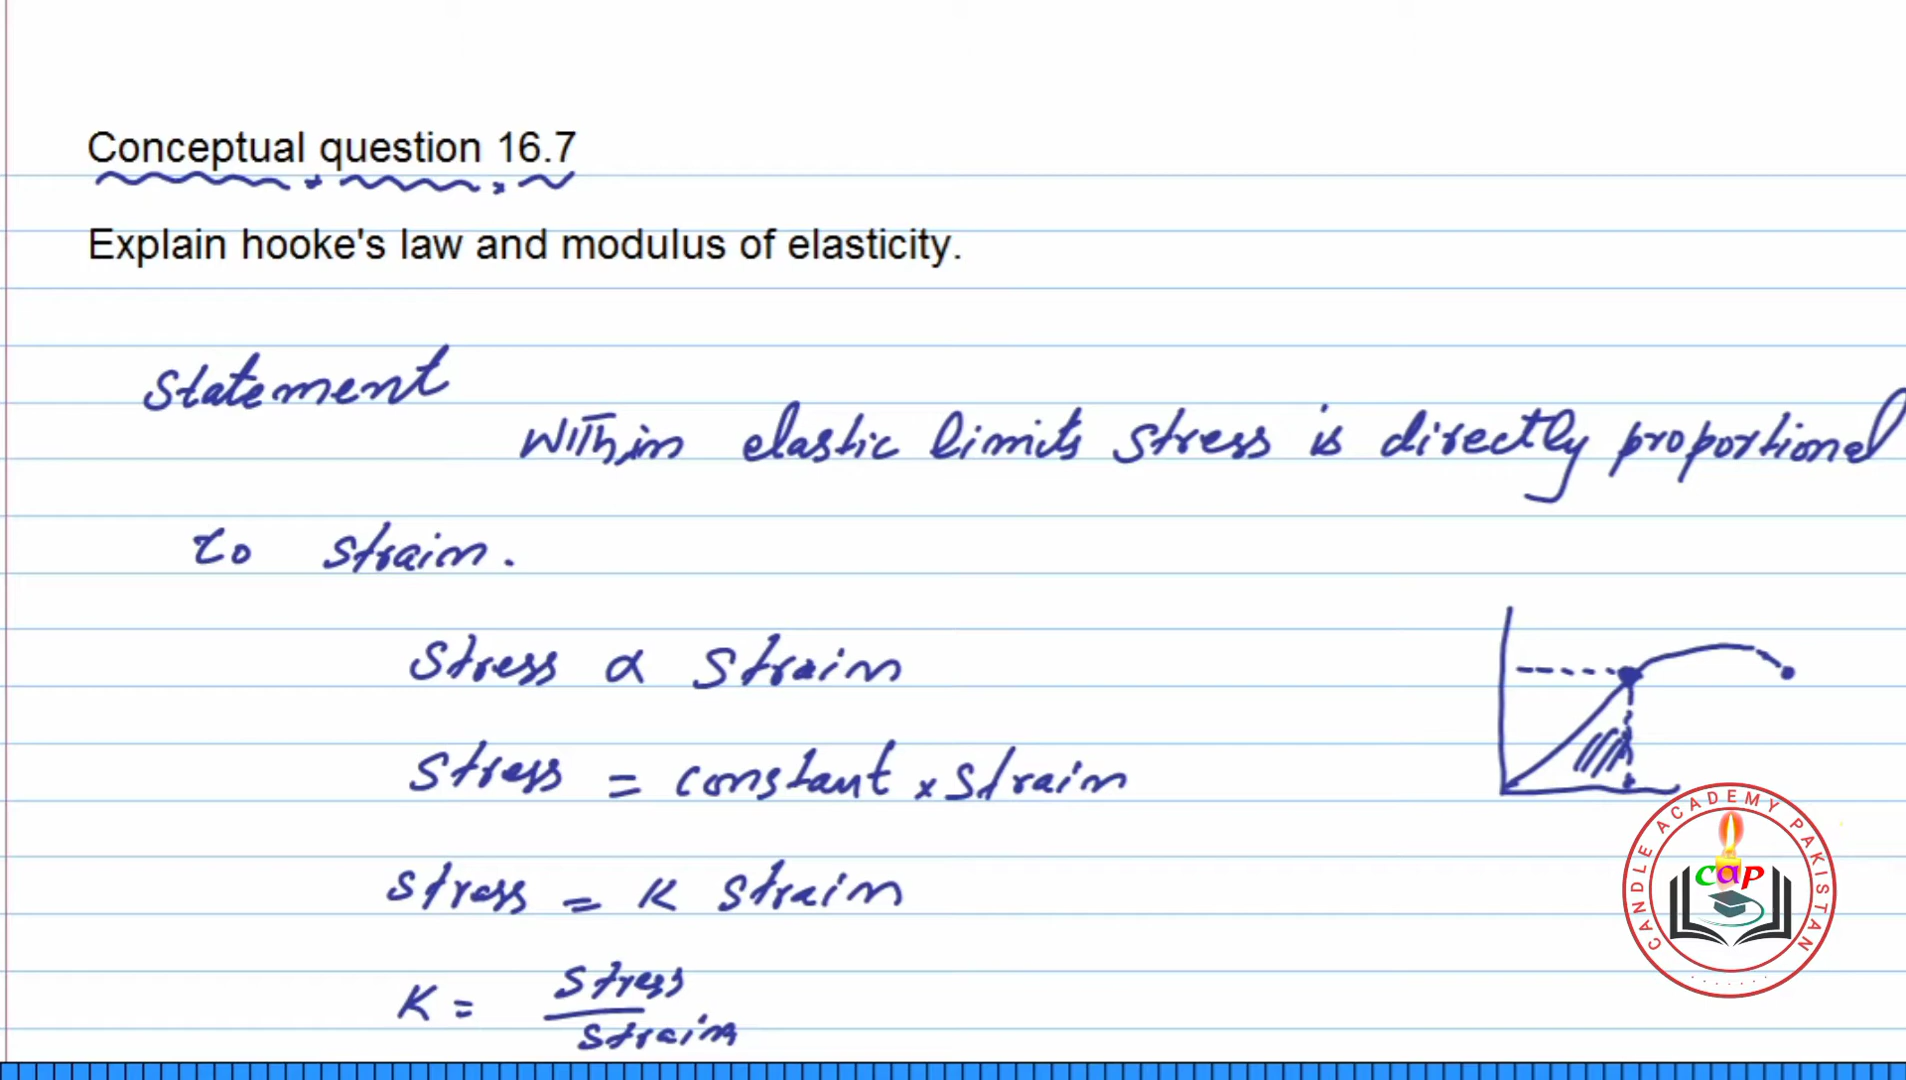 Conceptual question 16.7
Explain hooke's law and modulus of elasticity.
Statement
Within elastic limits stress is directly proportional
to strain.
Stress α Strain
Stress = constant × Strain
Stress = K Strain
K = Stress
Strain
CANDLE ACADEMY PAKISTAN
cap